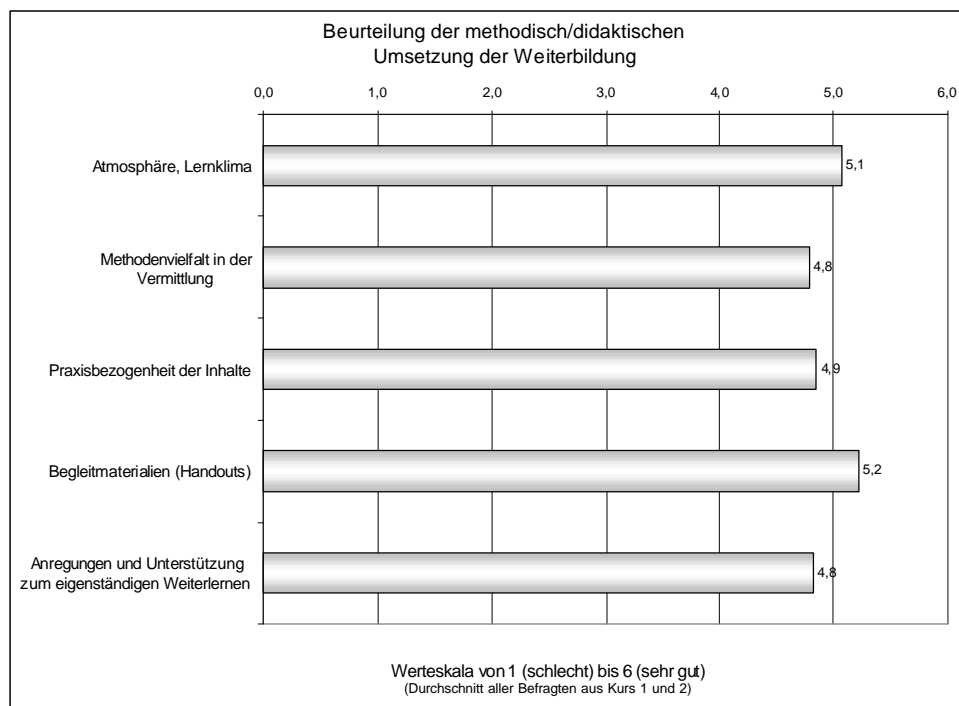 Beurteilung der methodisch/didaktischen
Umsetzung der Weiterbildung
0,0 1,0 2,0 3,0 4,0 5,0 6,0
Atmosphäre, Lernklima 5,1
Methodenvielfalt in der
Vermittlung 4,8
Praxisbezogenheit der Inhalte 4,9
Begleitmaterialien (Handouts) 5,2
Anregungen und Unterstützung
zum eigenständigen Weiterlernen 4,8
Werteskala von 1 (schlecht) bis 6 (sehr gut)
(Durchschnitt aller Befragten aus Kurs 1 und 2)